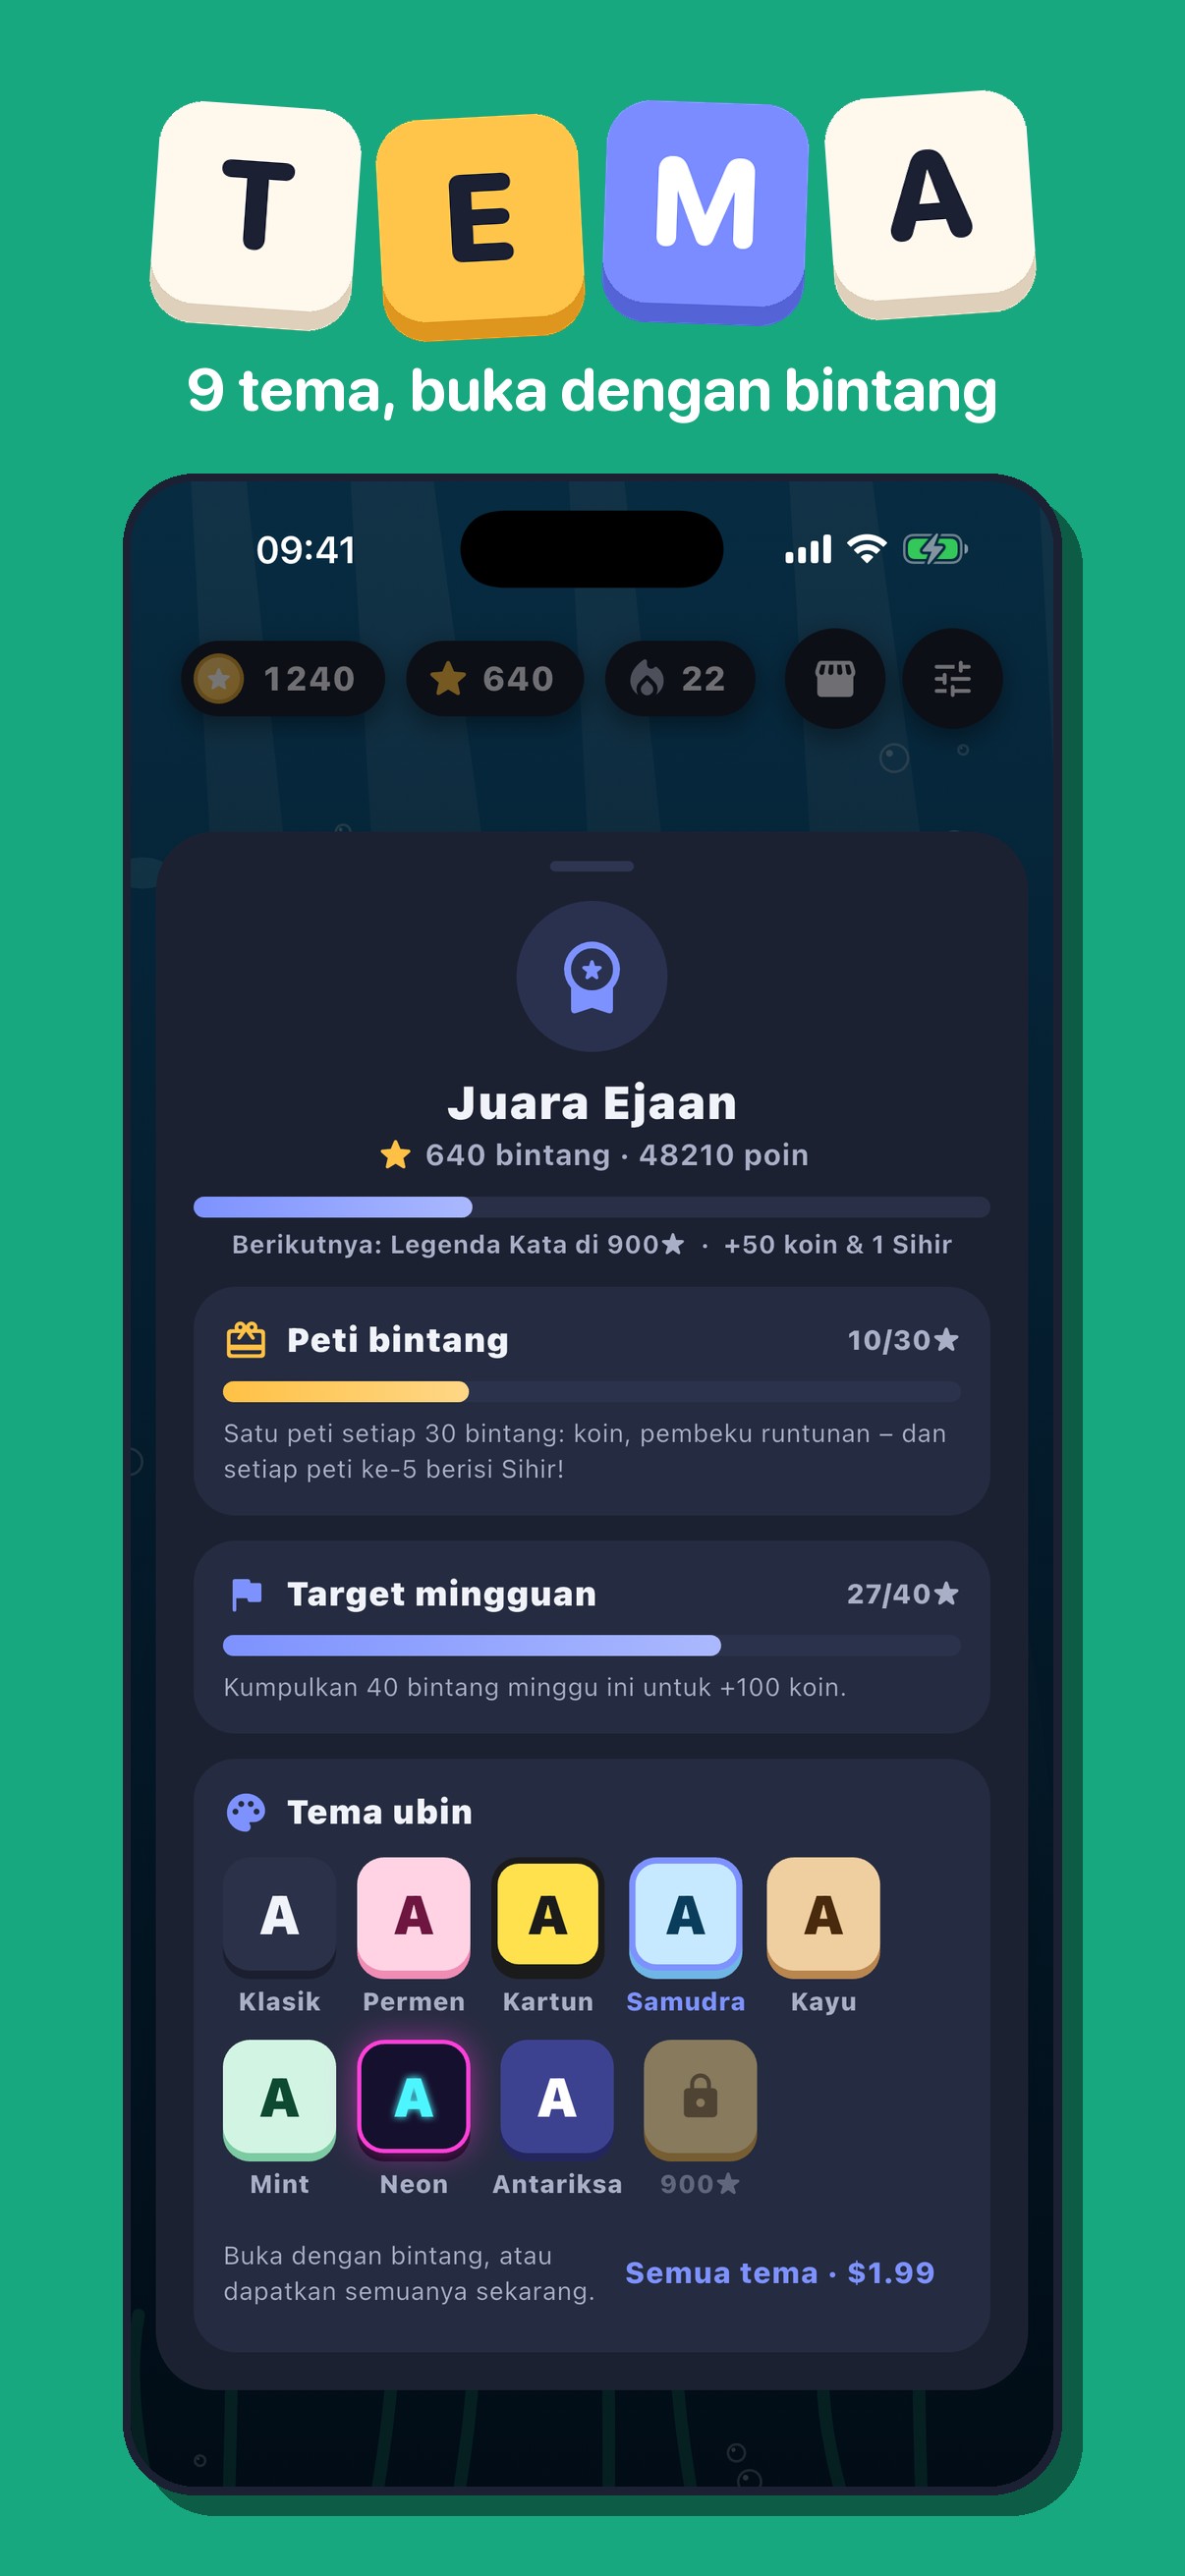 TEMA
9 tema, buka dengan bintang
09:41
1240 640 22
Juara Ejaan
640 bintang · 48210 poin
Berikutnya: Legenda Kata di 900★ · +50 koin & 1 Sihir
Peti bintang 10/30★
Satu peti setiap 30 bintang: koin, pembeku runtunan – dan
setiap peti ke-5 berisi Sihir!
Target mingguan 27/40★
Kumpulkan 40 bintang minggu ini untuk +100 koin.
Tema ubin
A A A A A
Klasik Permen Kartun Samudra Kayu
A A A
Mint Neon Antariksa 900★
Buka dengan bintang, atau
dapatkan semuanya sekarang.
Semua tema · $1.99